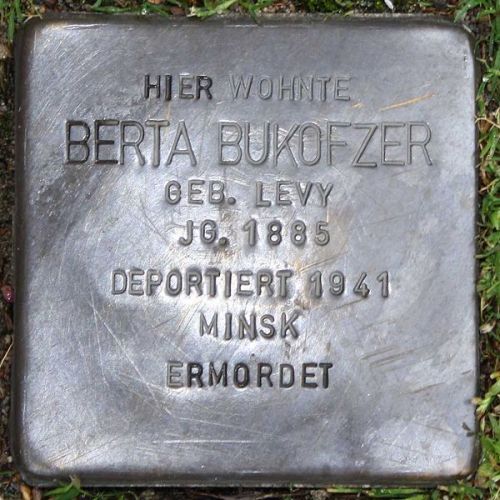 HIER WOHNTE
BERTA BUKOFZER
GEB. LEVY
JG. 1885
DEPORTIERT 1941
MINSK
ERMORDET